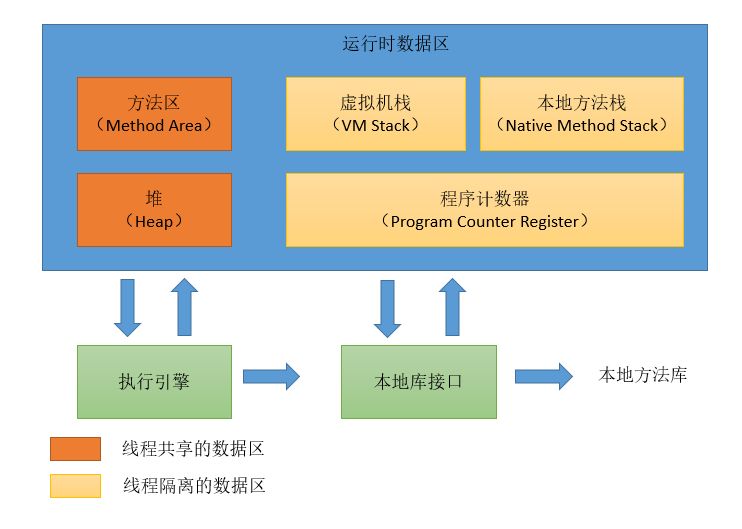 运行时数据区
方法区
（Method Area）
虚拟机栈
（VM Stack）
本地方法栈
（Native Method Stack）
堆
（Heap）
程序计数器
（Program Counter Register）
执行引擎
本地库接口
本地方法库
线程共享的数据区
线程隔离的数据区